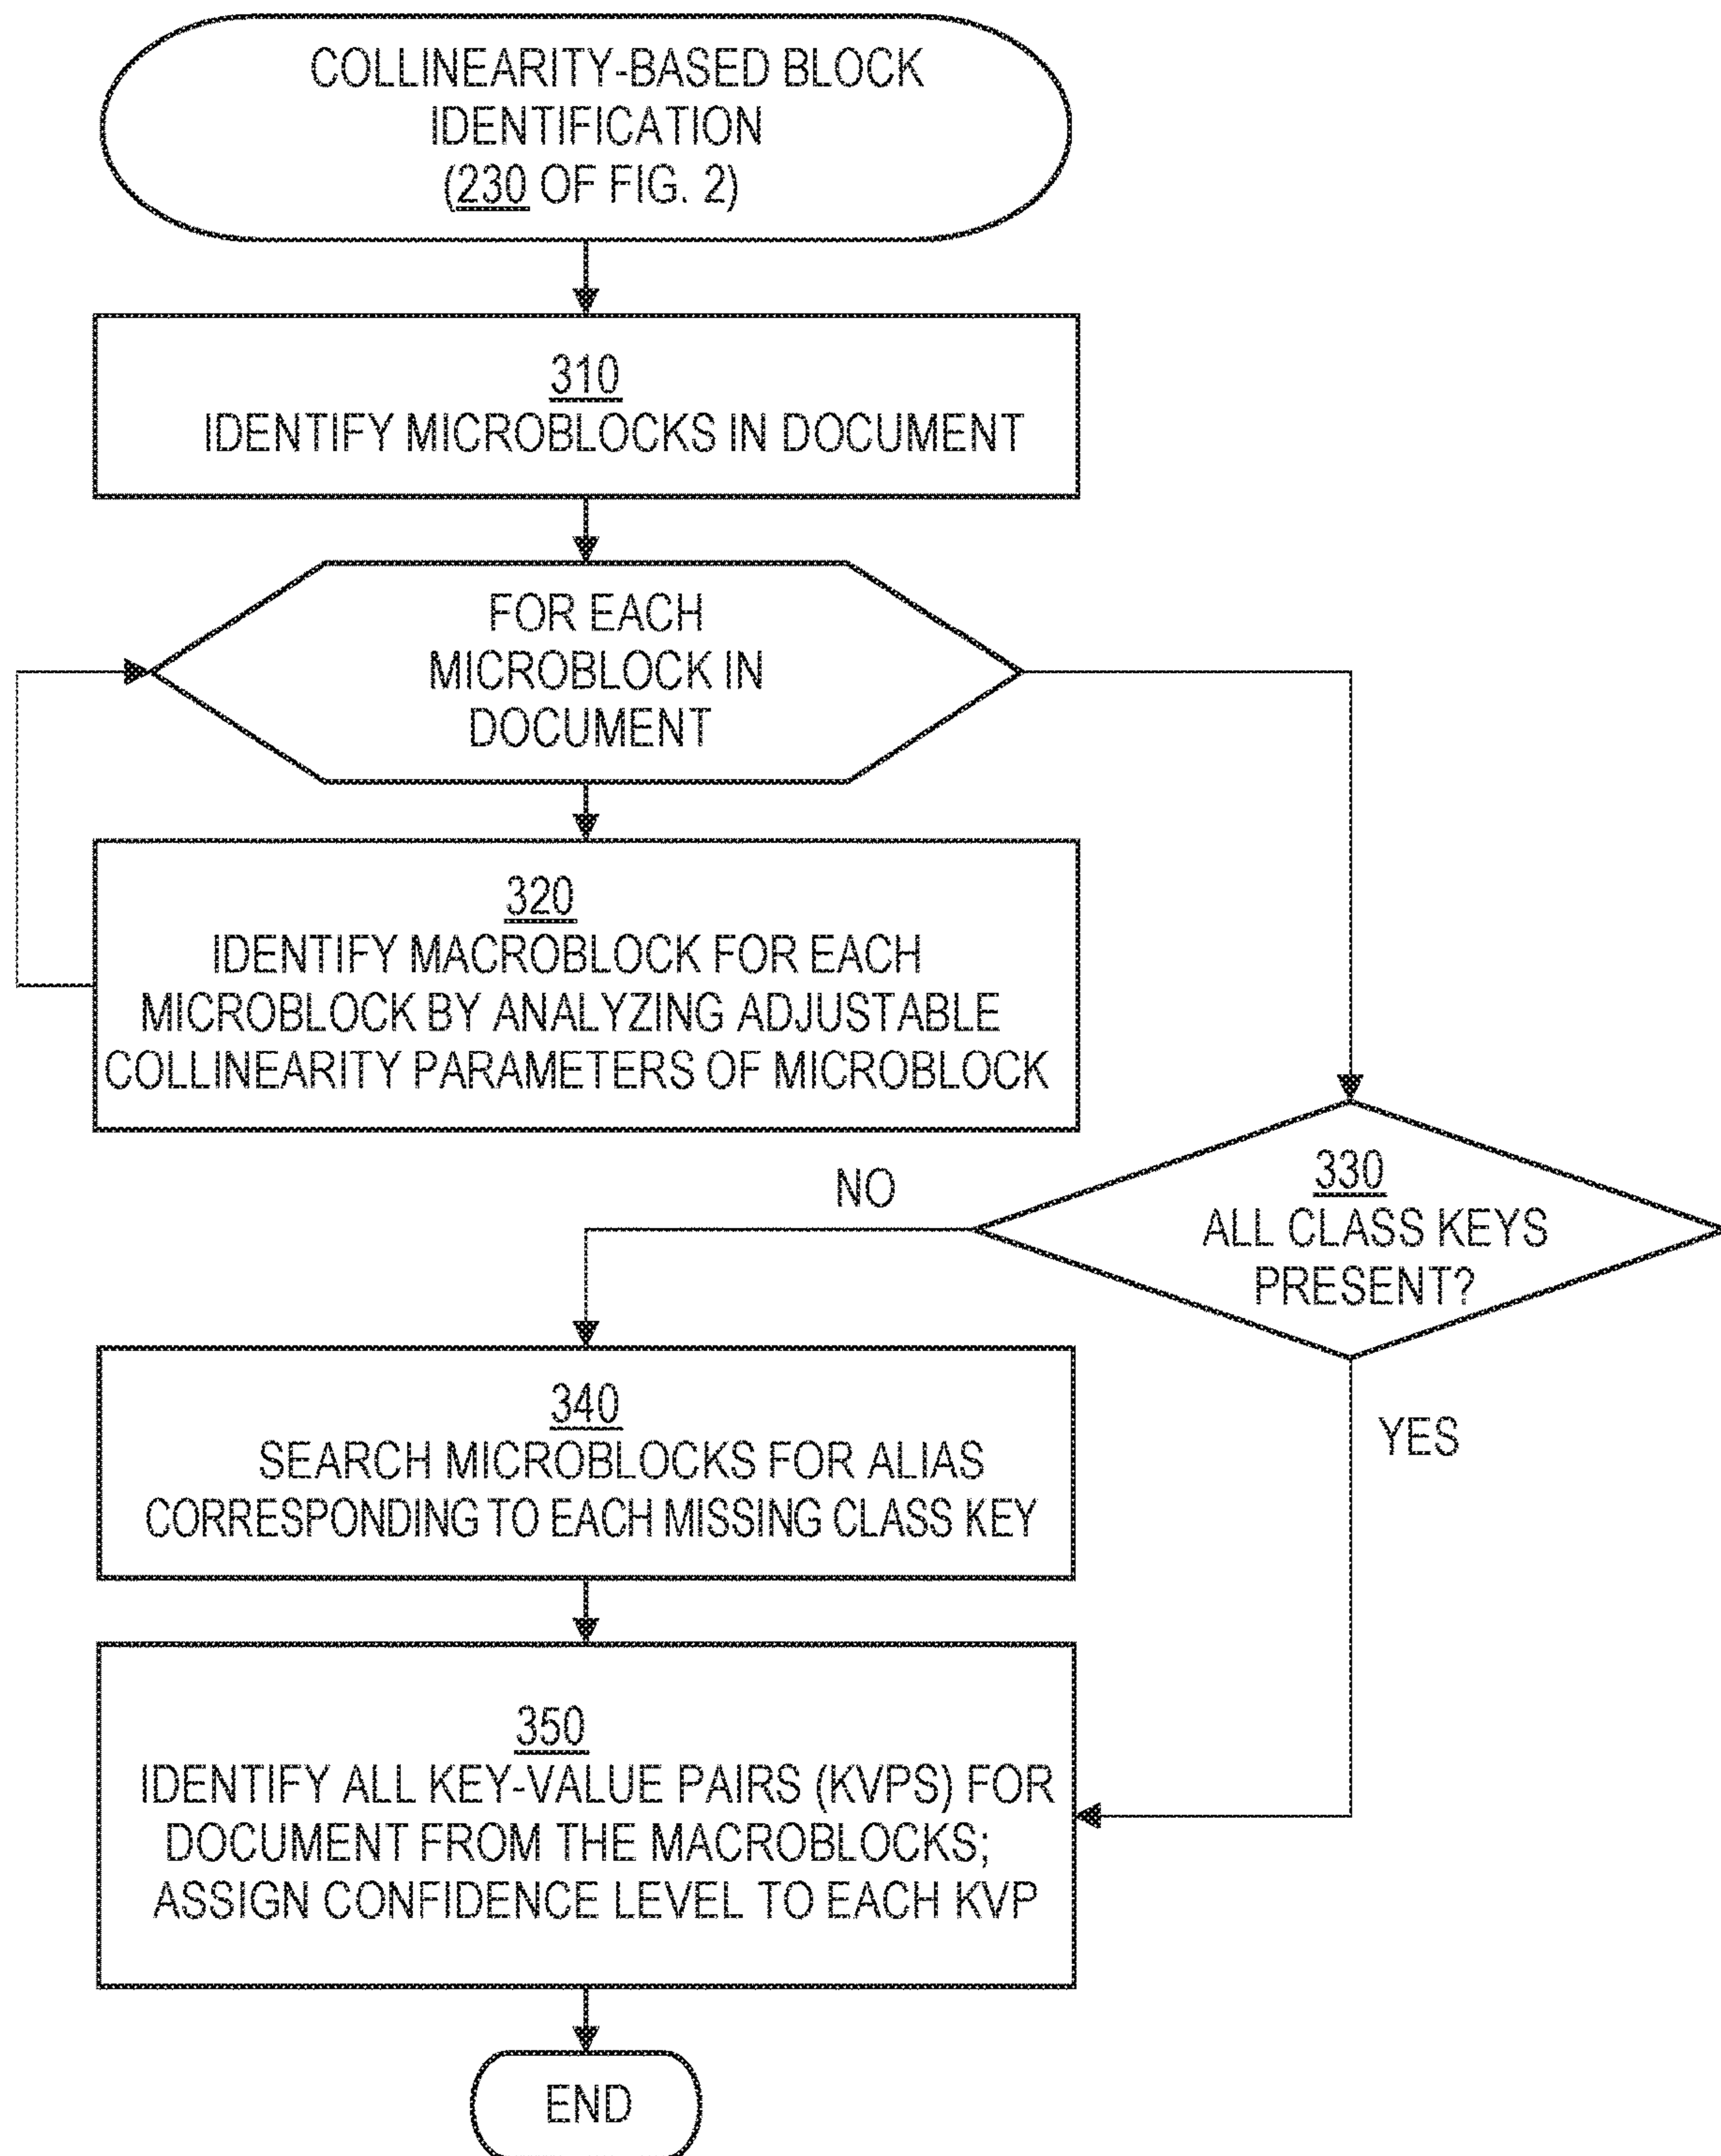 COLLINEARITY-BASED BLOCK
IDENTIFICATION
(230 OF FIG. 2)
310
IDENTIFY MICROBLOCKS IN DOCUMENT
FOR EACH
MICROBLOCK IN
DOCUMENT
320
IDENTIFY MACROBLOCK FOR EACH
MICROBLOCK BY ANALYZING ADJUSTABLE
COLLINEARITY PARAMETERS OF MICROBLOCK
330
ALL CLASS KEYS
PRESENT?
NO
YES
340
SEARCH MICROBLOCKS FOR ALIAS
CORRESPONDING TO EACH MISSING CLASS KEY
350
IDENTIFY ALL KEY-VALUE PAIRS (KVPS) FOR
DOCUMENT FROM THE MACROBLOCKS;
ASSIGN CONFIDENCE LEVEL TO EACH KVP
END